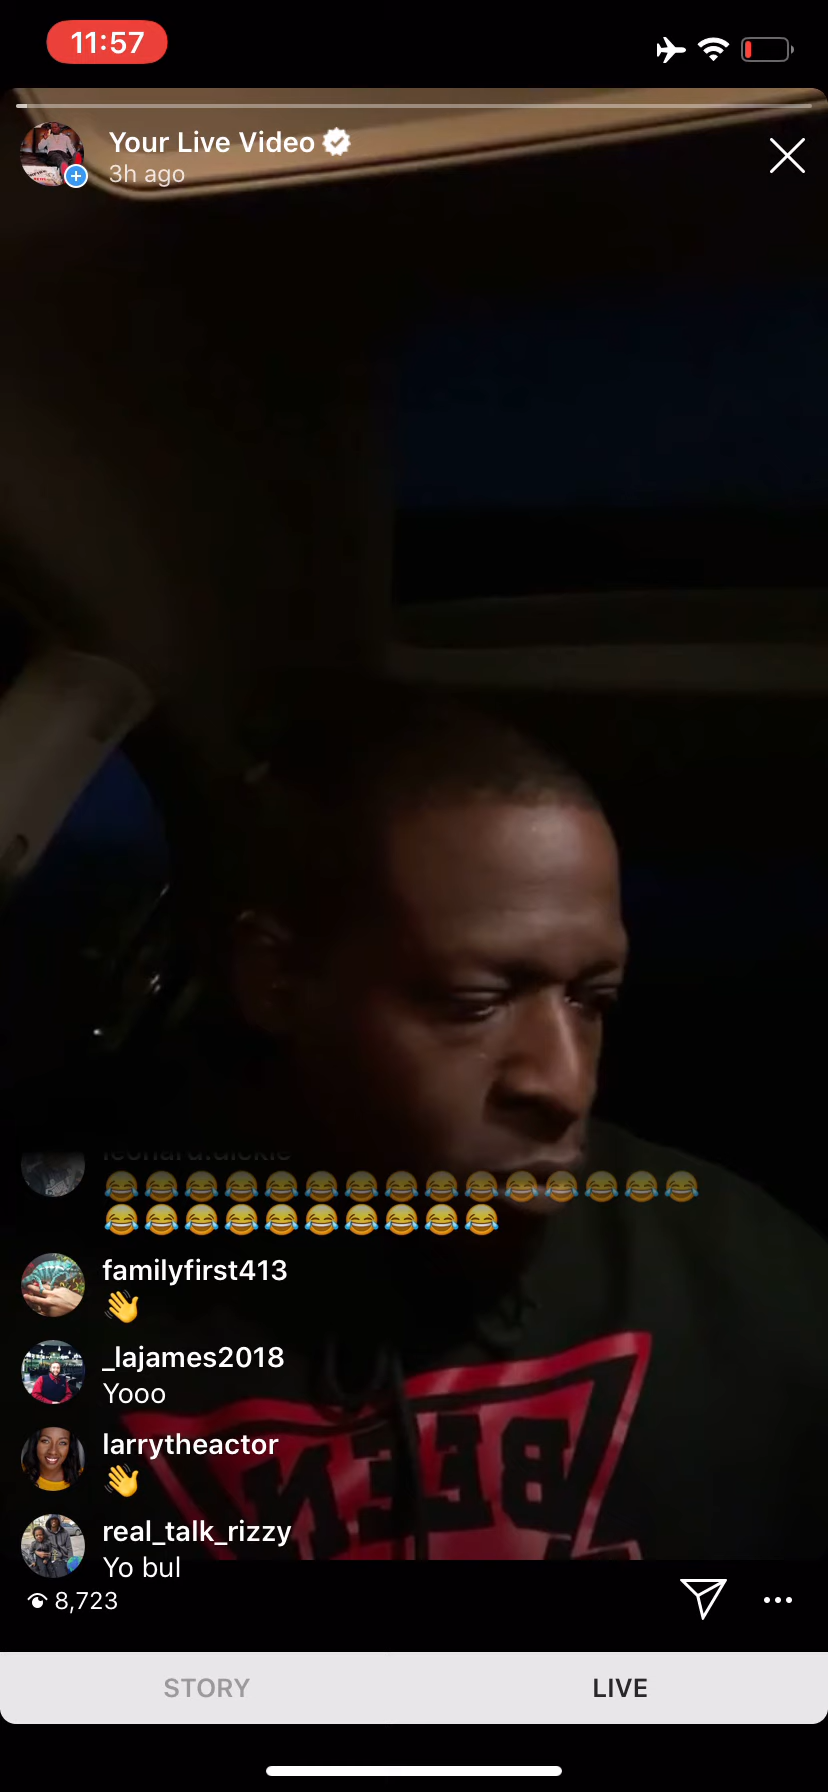 11:57
Your Live Video
3h ago
familyfirst413
👋
_lajames2018
Yooo
larrytheactor
👋
real_talk_rizzy
Yo bul
8,723
STORY
LIVE